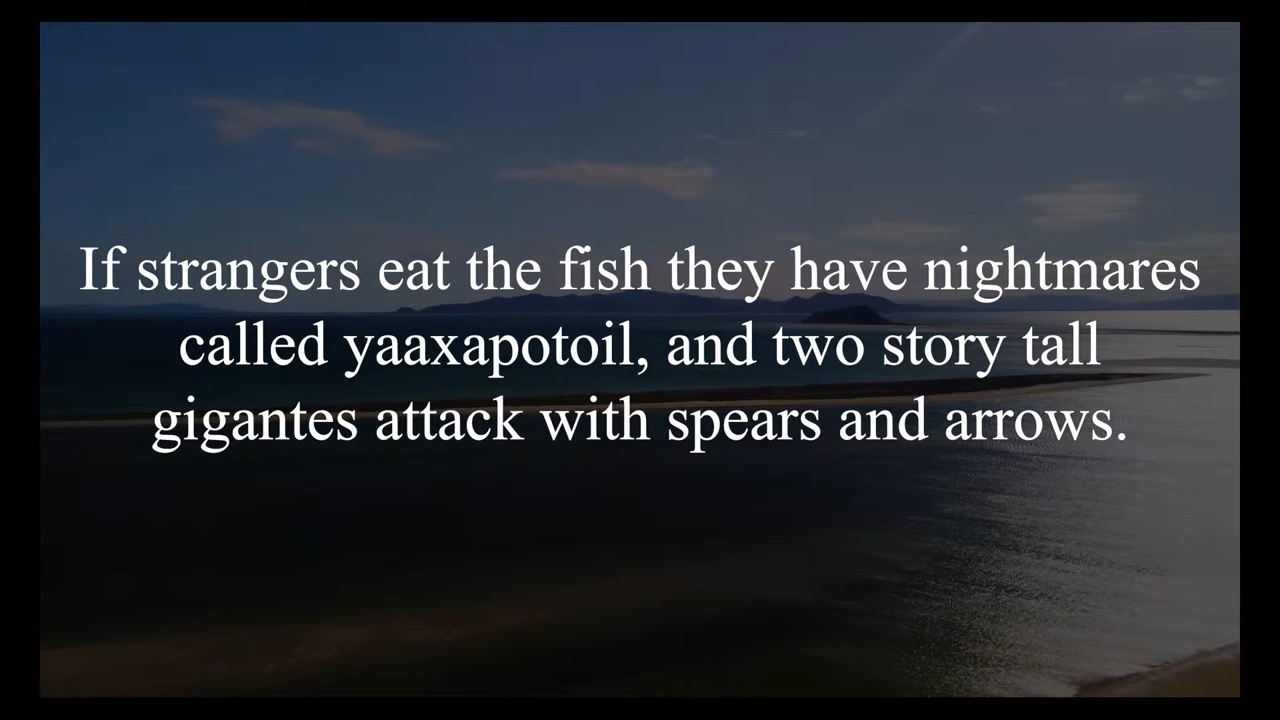 If strangers eat the fish they have nightmares
called yaaxapotoil, and two story tall
gigantes attack with spears and arrows.